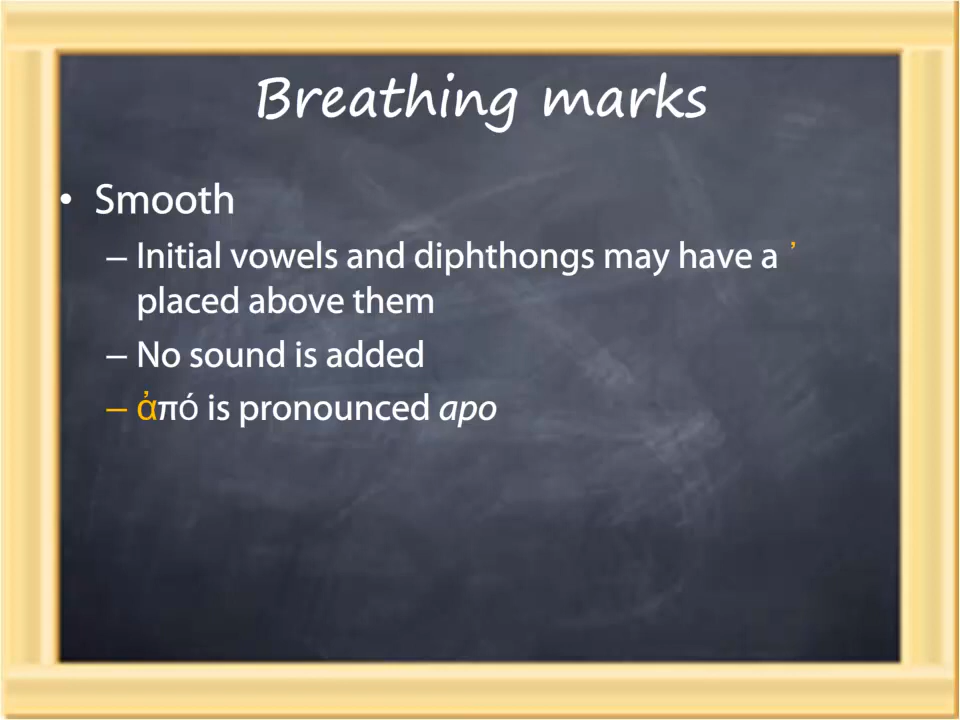 Breathing marks
• Smooth
– Initial vowels and diphthongs may have a ᾿
placed above them
– No sound is added
– ἀπό is pronounced apo